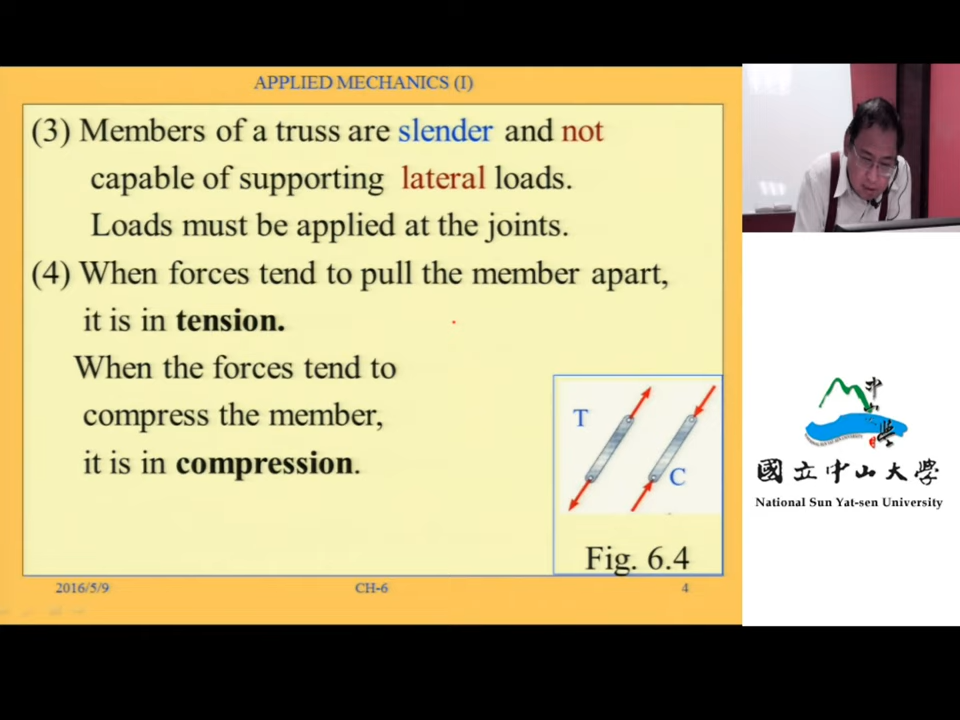 APPLIED MECHANICS (I)
(3) Members of a truss are slender and not
capable of supporting lateral loads.
Loads must be applied at the joints.
(4) When forces tend to pull the member apart,
it is in tension.
When the forces tend to
compress the member,
it is in compression.
T
C
Fig. 6.4
2016/5/9
CH-6
4
國立中山大學
National Sun Yat-sen University